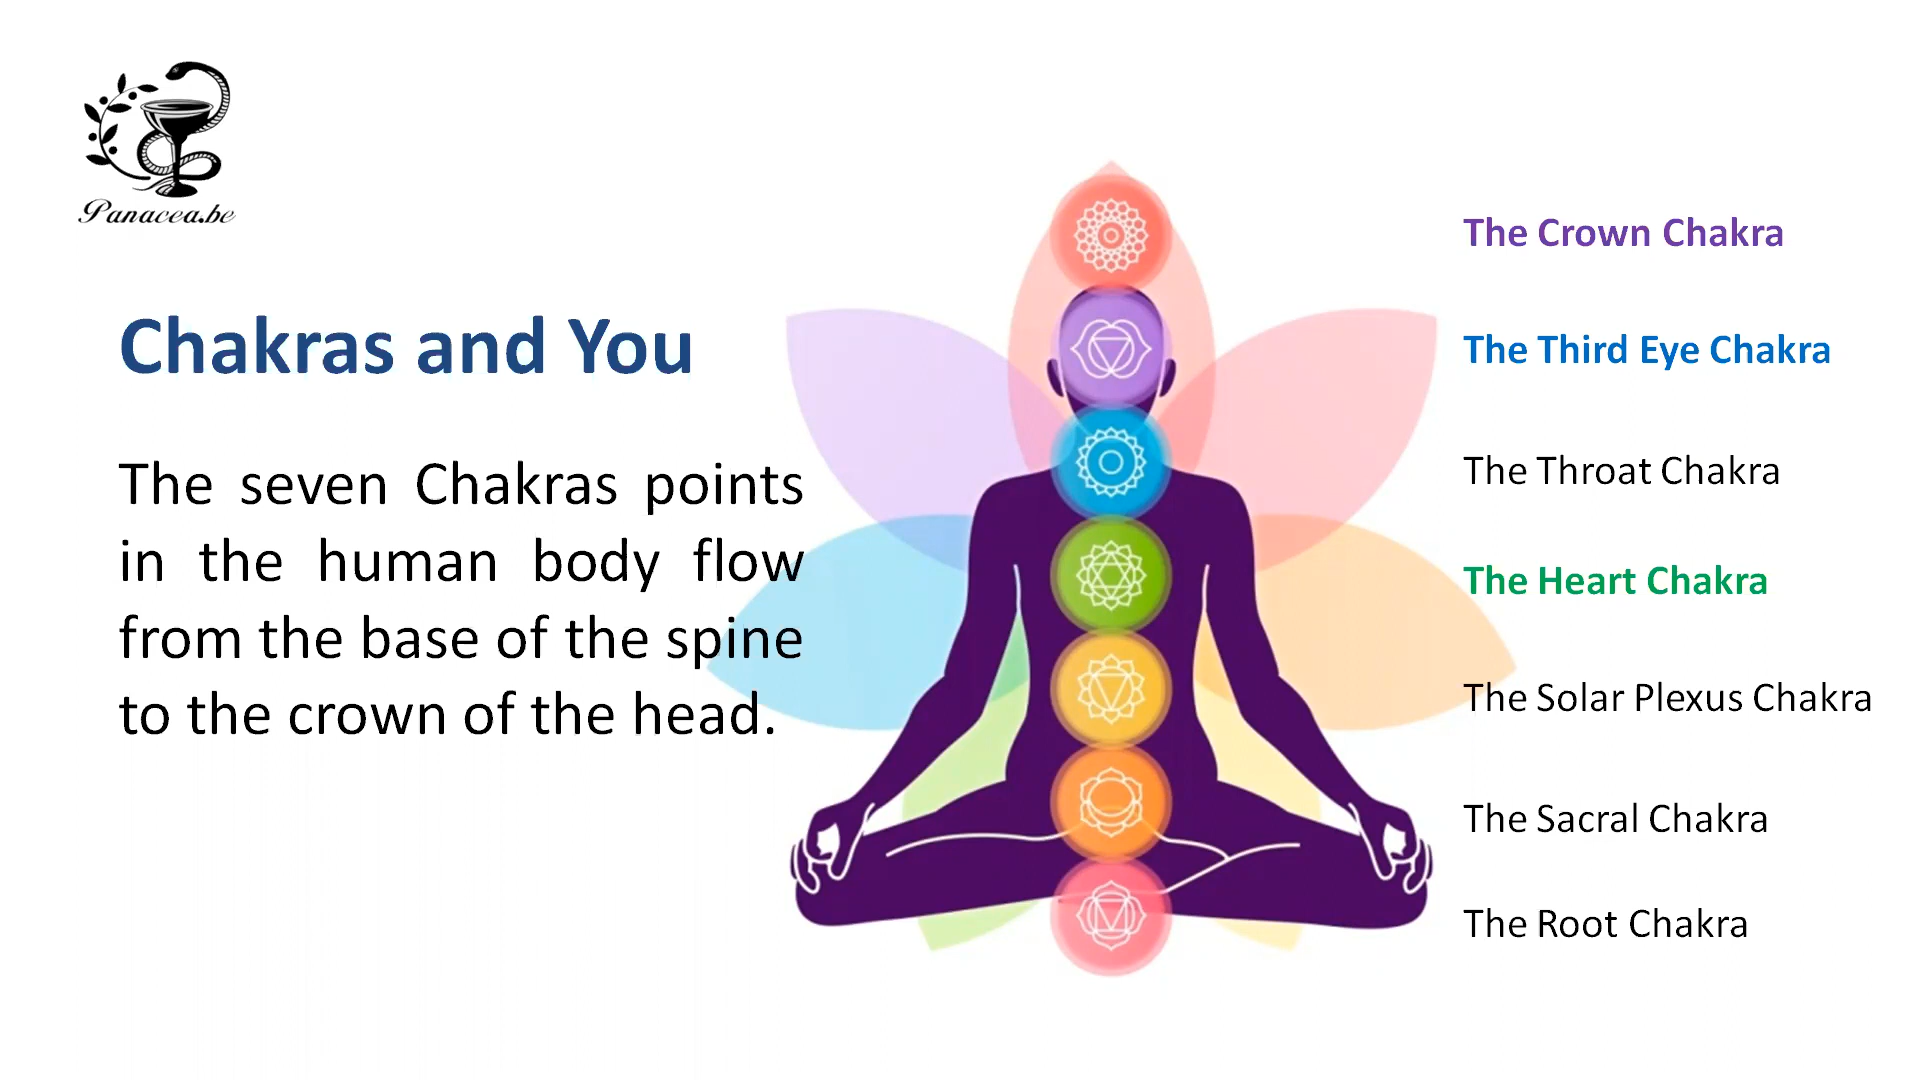 Panacea.be
Chakras and You
The seven Chakras points
in the human body flow
from the base of the spine
to the crown of the head.
The Crown Chakra
The Third Eye Chakra
The Throat Chakra
The Heart Chakra
The Solar Plexus Chakra
The Sacral Chakra
The Root Chakra